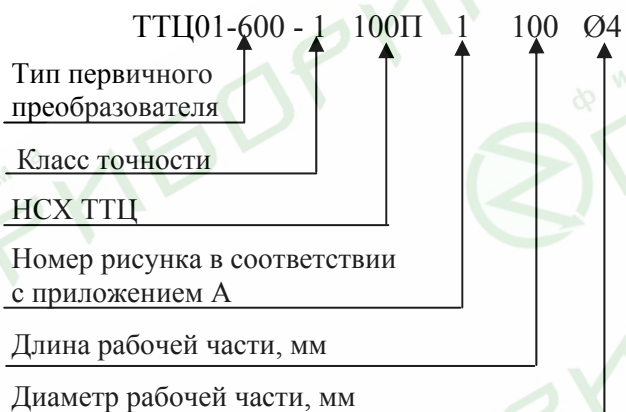 ТТЦ01-600 - 1 100П 1 100 Ø4
Тип первичного
преобразователя
Класс точности
НСХ ТТЦ
Номер рисунка в соответствии
с приложением А
Длина рабочей части, мм
Диаметр рабочей части, мм